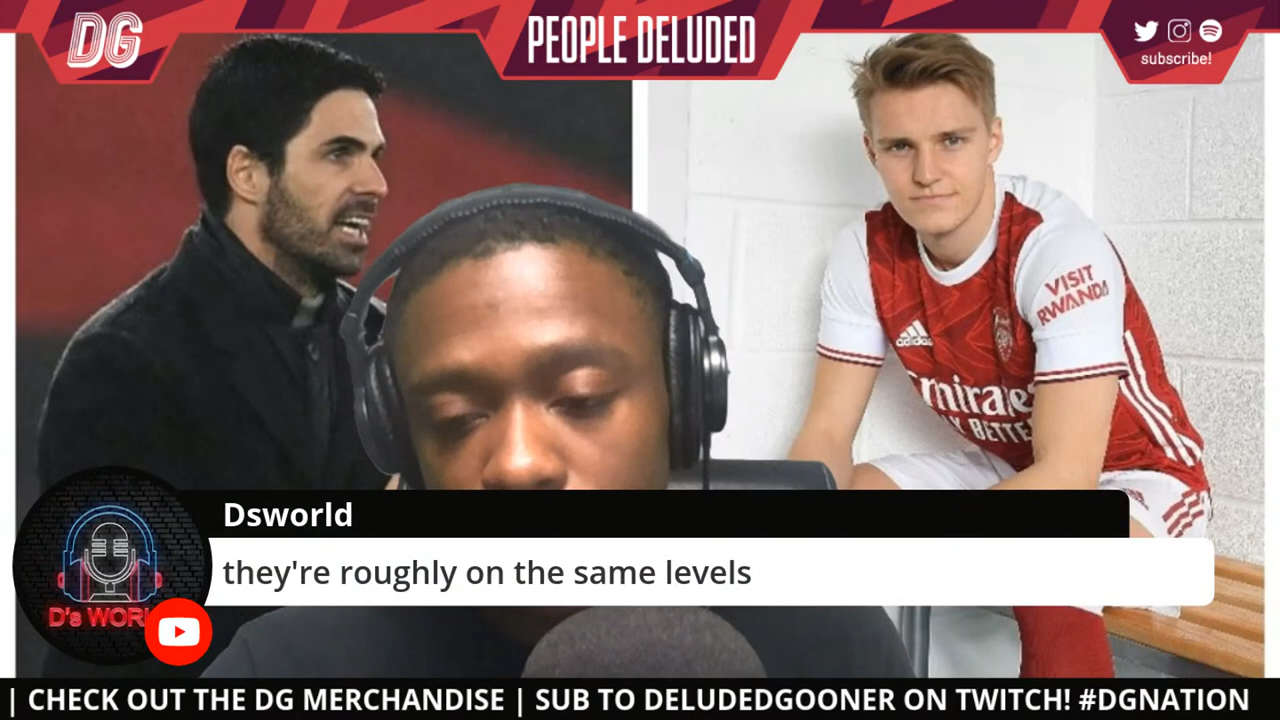 DG
PEOPLE DELUDED
subscribe!
VISIT
RWANDA
adidas
Emirates
BETTER
Dsworld
they're roughly on the same levels
D's WORL
| CHECK OUT THE DG MERCHANDISE | SUB TO DELUDEDGOONER ON TWITCH! #DGNATION